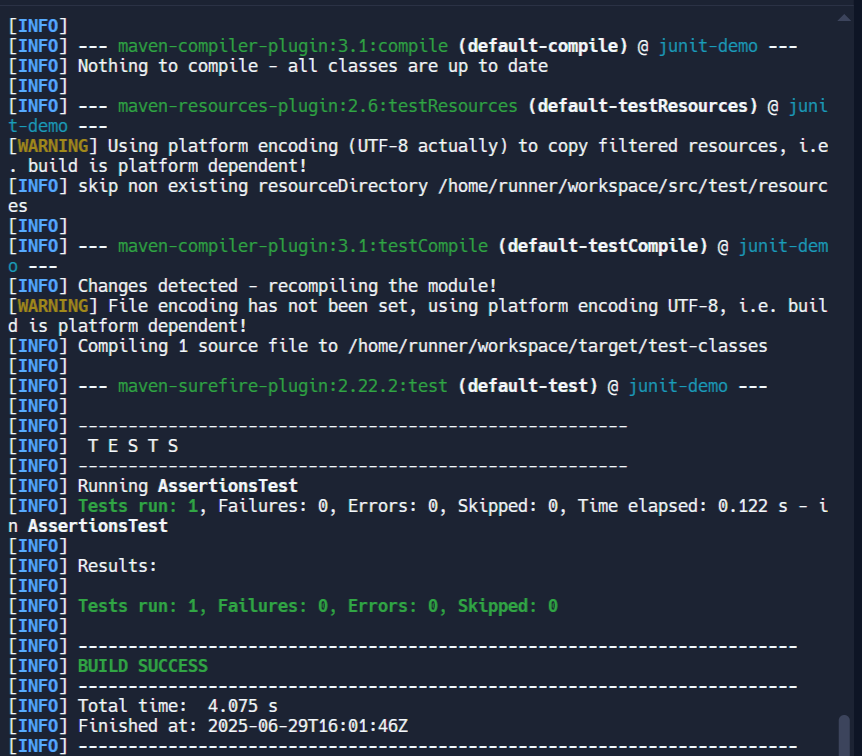 [INFO]
[INFO] --- maven-compiler-plugin:3.1:compile (default-compile) @ junit-demo ---
[INFO] Nothing to compile - all classes are up to date
[INFO]
[INFO] --- maven-resources-plugin:2.6:testResources (default-testResources) @ juni
t-demo ---
[WARNING] Using platform encoding (UTF-8 actually) to copy filtered resources, i.e
. build is platform dependent!
[INFO] skip non existing resourceDirectory /home/runner/workspace/src/test/resourc
es
[INFO]
[INFO] --- maven-compiler-plugin:3.1:testCompile (default-testCompile) @ junit-dem
o ---
[INFO] Changes detected - recompiling the module!
[WARNING] File encoding has not been set, using platform encoding UTF-8, i.e. buil
d is platform dependent!
[INFO] Compiling 1 source file to /home/runner/workspace/target/test-classes
[INFO]
[INFO] --- maven-surefire-plugin:2.22.2:test (default-test) @ junit-demo ---
[INFO]
[INFO] -------------------------------------------------------
[INFO]  T E S T S
[INFO] -------------------------------------------------------
[INFO] Running AssertionsTest
[INFO] Tests run: 1, Failures: 0, Errors: 0, Skipped: 0, Time elapsed: 0.122 s - i
n AssertionsTest
[INFO]
[INFO] Results:
[INFO]
[INFO] Tests run: 1, Failures: 0, Errors: 0, Skipped: 0
[INFO]
[INFO] ------------------------------------------------------------------------
[INFO] BUILD SUCCESS
[INFO] ------------------------------------------------------------------------
[INFO] Total time:  4.075 s
[INFO] Finished at: 2025-06-29T16:01:46Z
[INFO] ------------------------------------------------------------------------